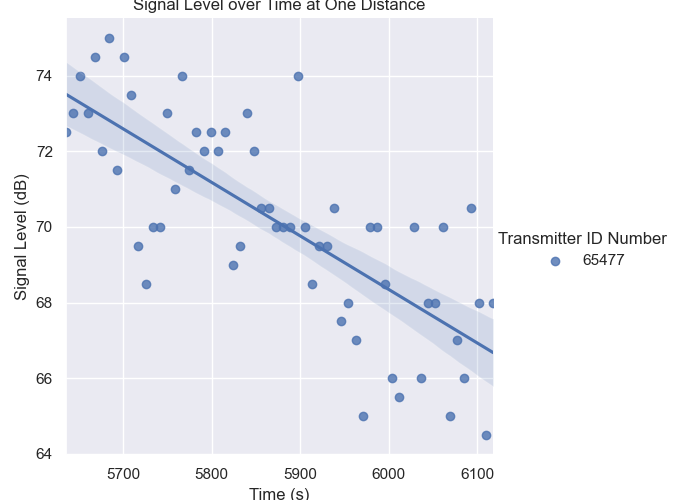 Signal Level over Time at One Distance
74
72
70
68
66
64
Signal Level (dB)
5700 5800 5900 6000 6100
Time (s)
Transmitter ID Number
65477